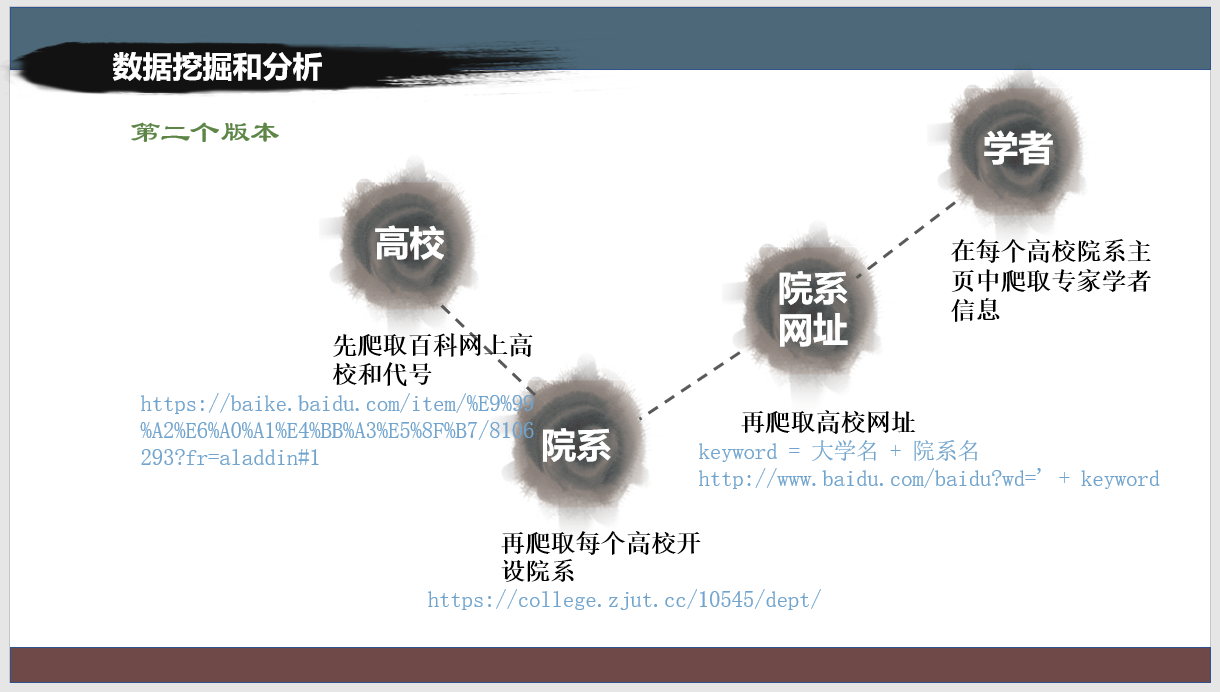 数据挖掘和分析
第二个版本
高校
先爬取百科网上高
校和代号
https://baike.baidu.com/item/%E9%99
%A2%E6%A0%A1%E4%BB%A3%E5%8F%B7/8106
293?fr=aladdin#1
院系
再爬取每个高校开
设院系
https://college.zjut.cc/10545/dept/
院系
网址
再爬取高校网址
keyword = 大学名 + 院系名
http://www.baidu.com/baidu?wd=’ + keyword
学者
在每个高校院系主
页中爬取专家学者
信息